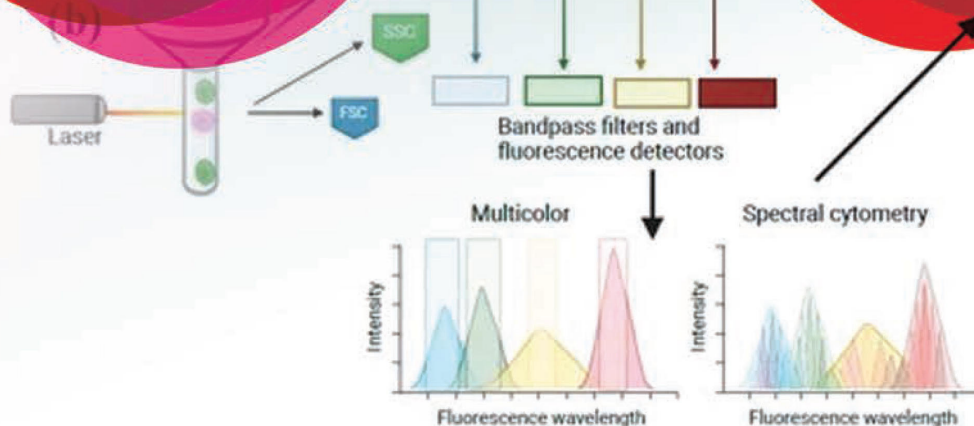 (b)
SSC
FSC
Laser
Bandpass filters and
fluorescence detectors
Multicolor
Spectral cytometry
Intensity
Intensity
Fluorescence wavelength
Fluorescence wavelength